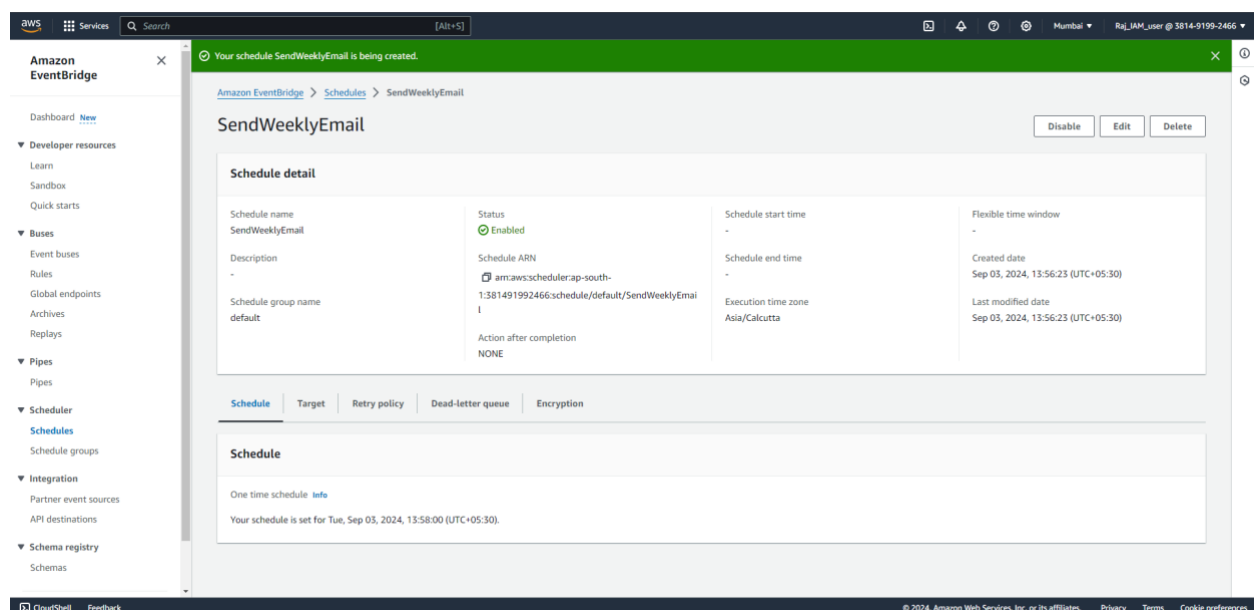 aws
Services
Search
[Alt+S]
Mumbai
Raj_IAM_user @ 3814-9199-2466
Amazon
EventBridge
Dashboard New
Developer resources
Learn
Sandbox
Quick starts
Buses
Event buses
Rules
Global endpoints
Archives
Replays
Pipes
Pipes
Scheduler
Schedules
Schedule groups
Integration
Partner event sources
API destinations
Schema registry
Schemas
Your schedule SendWeeklyEmail is being created.
Amazon EventBridge > Schedules > SendWeeklyEmail
SendWeeklyEmail
Disable
Edit
Delete
Schedule detail
Schedule name
SendWeeklyEmail
Description
-
Schedule group name
default
Status
Enabled
Schedule ARN
arn:aws:scheduler:ap-south-
1:381491992466:schedule/default/SendWeeklyEmai
l
Action after completion
NONE
Schedule start time
-
Schedule end time
-
Execution time zone
Asia/Calcutta
Flexible time window
-
Created date
Sep 03, 2024, 13:56:23 (UTC+05:30)
Last modified date
Sep 03, 2024, 13:56:23 (UTC+05:30)
Schedule
Target
Retry policy
Dead-letter queue
Encryption
Schedule
One time schedule Info
Your schedule is set for Tue, Sep 03, 2024, 13:58:00 (UTC+05:30).
CloudShell
Feedback
© 2024, Amazon Web Services, Inc. or its affiliates.
Privacy
Terms
Cookie preferences